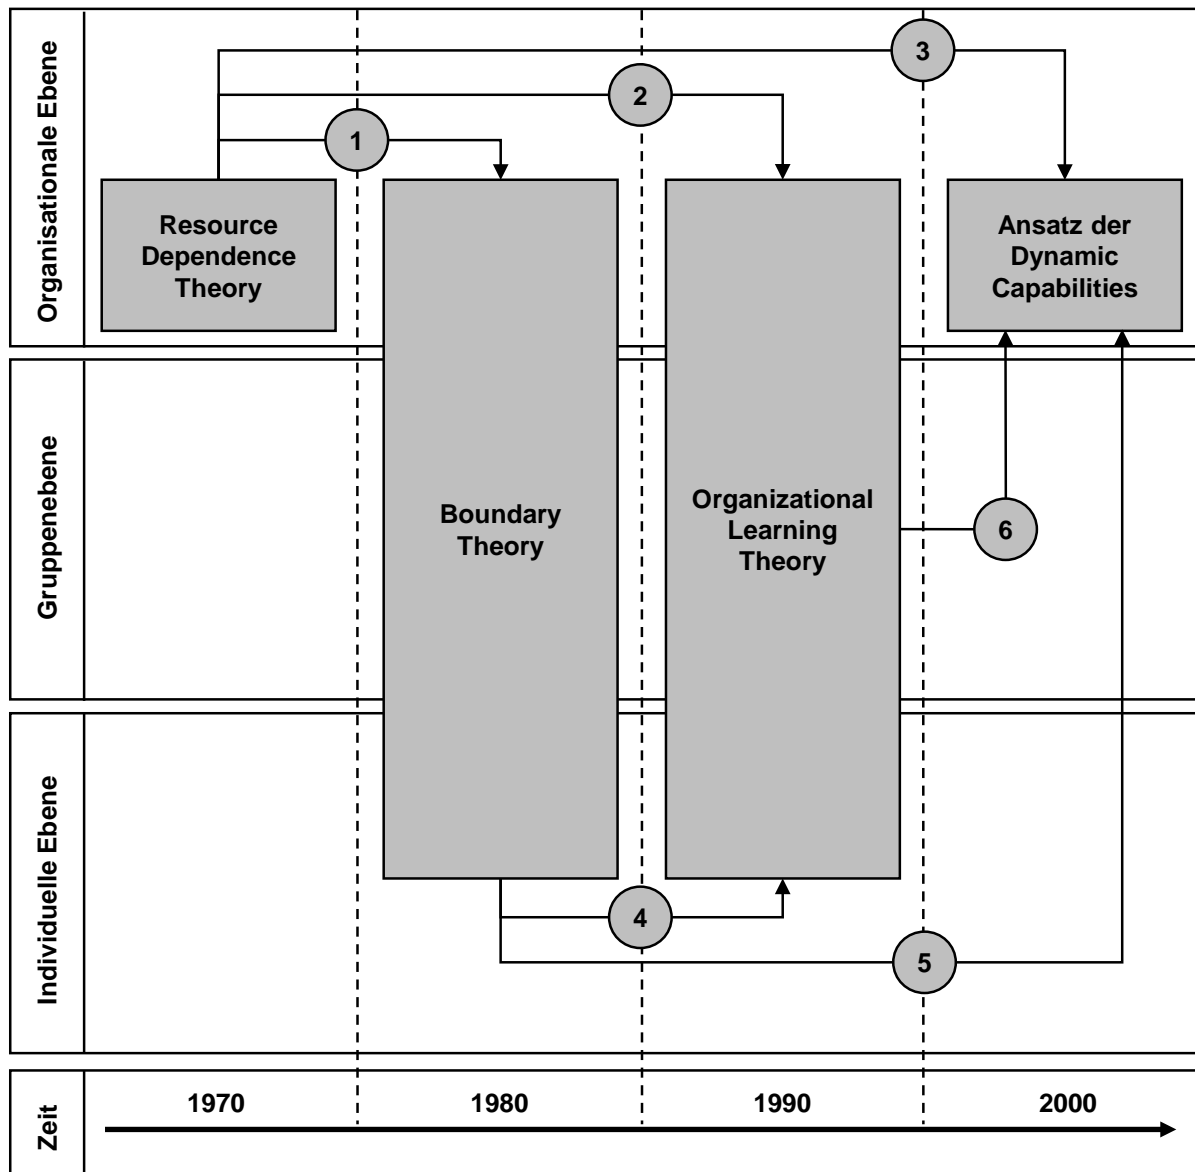 Organisationale Ebene
3
2
1
Resource
Dependence
Theory
Ansatz der
Dynamic
Capabilities
Gruppenebene
Boundary
Theory
Organizational
Learning
Theory
6
Individuelle Ebene
4
5
Zeit
1970
1980
1990
2000